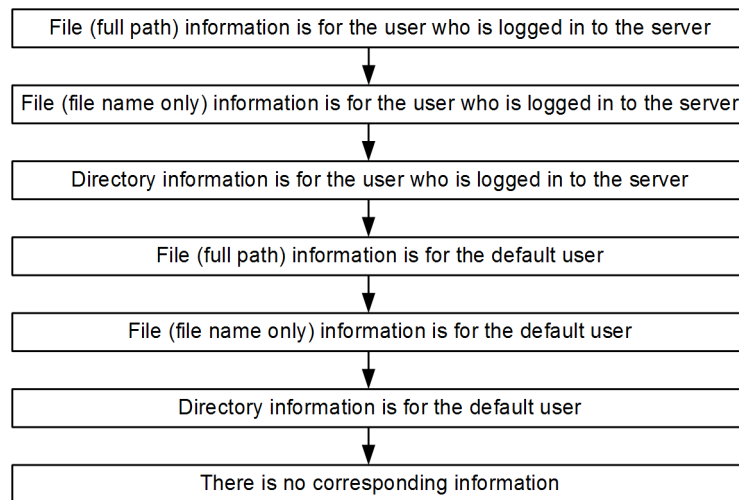 File (full path) information is for the user who is logged in to the server
File (file name only) information is for the user who is logged in to the server
Directory information is for the user who is logged in to the server
File (full path) information is for the default user
File (file name only) information is for the default user
Directory information is for the default user
There is no corresponding information